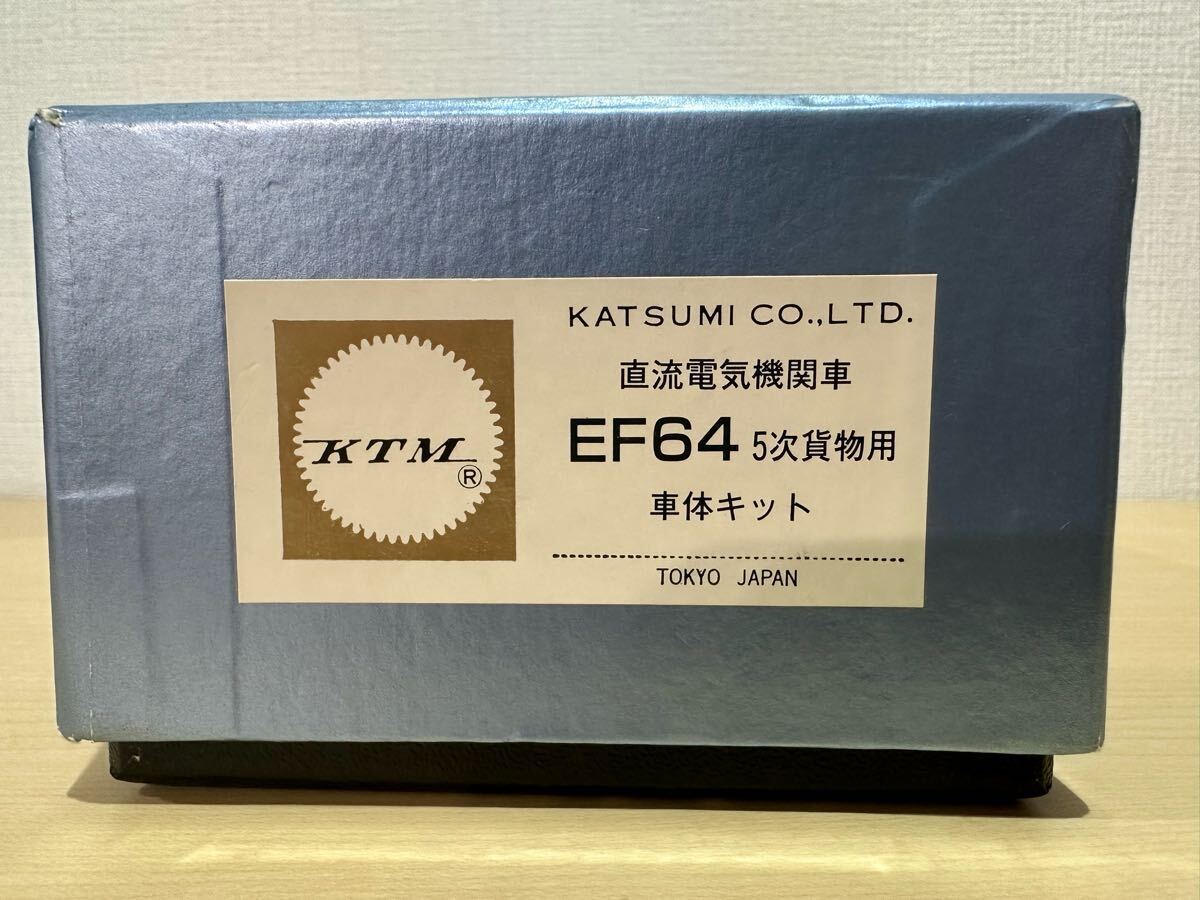 KTM
®
KATSUMI CO.,LTD.
直流電気機関車
EF64 5次貨物用
車体キット
TOKYO JAPAN